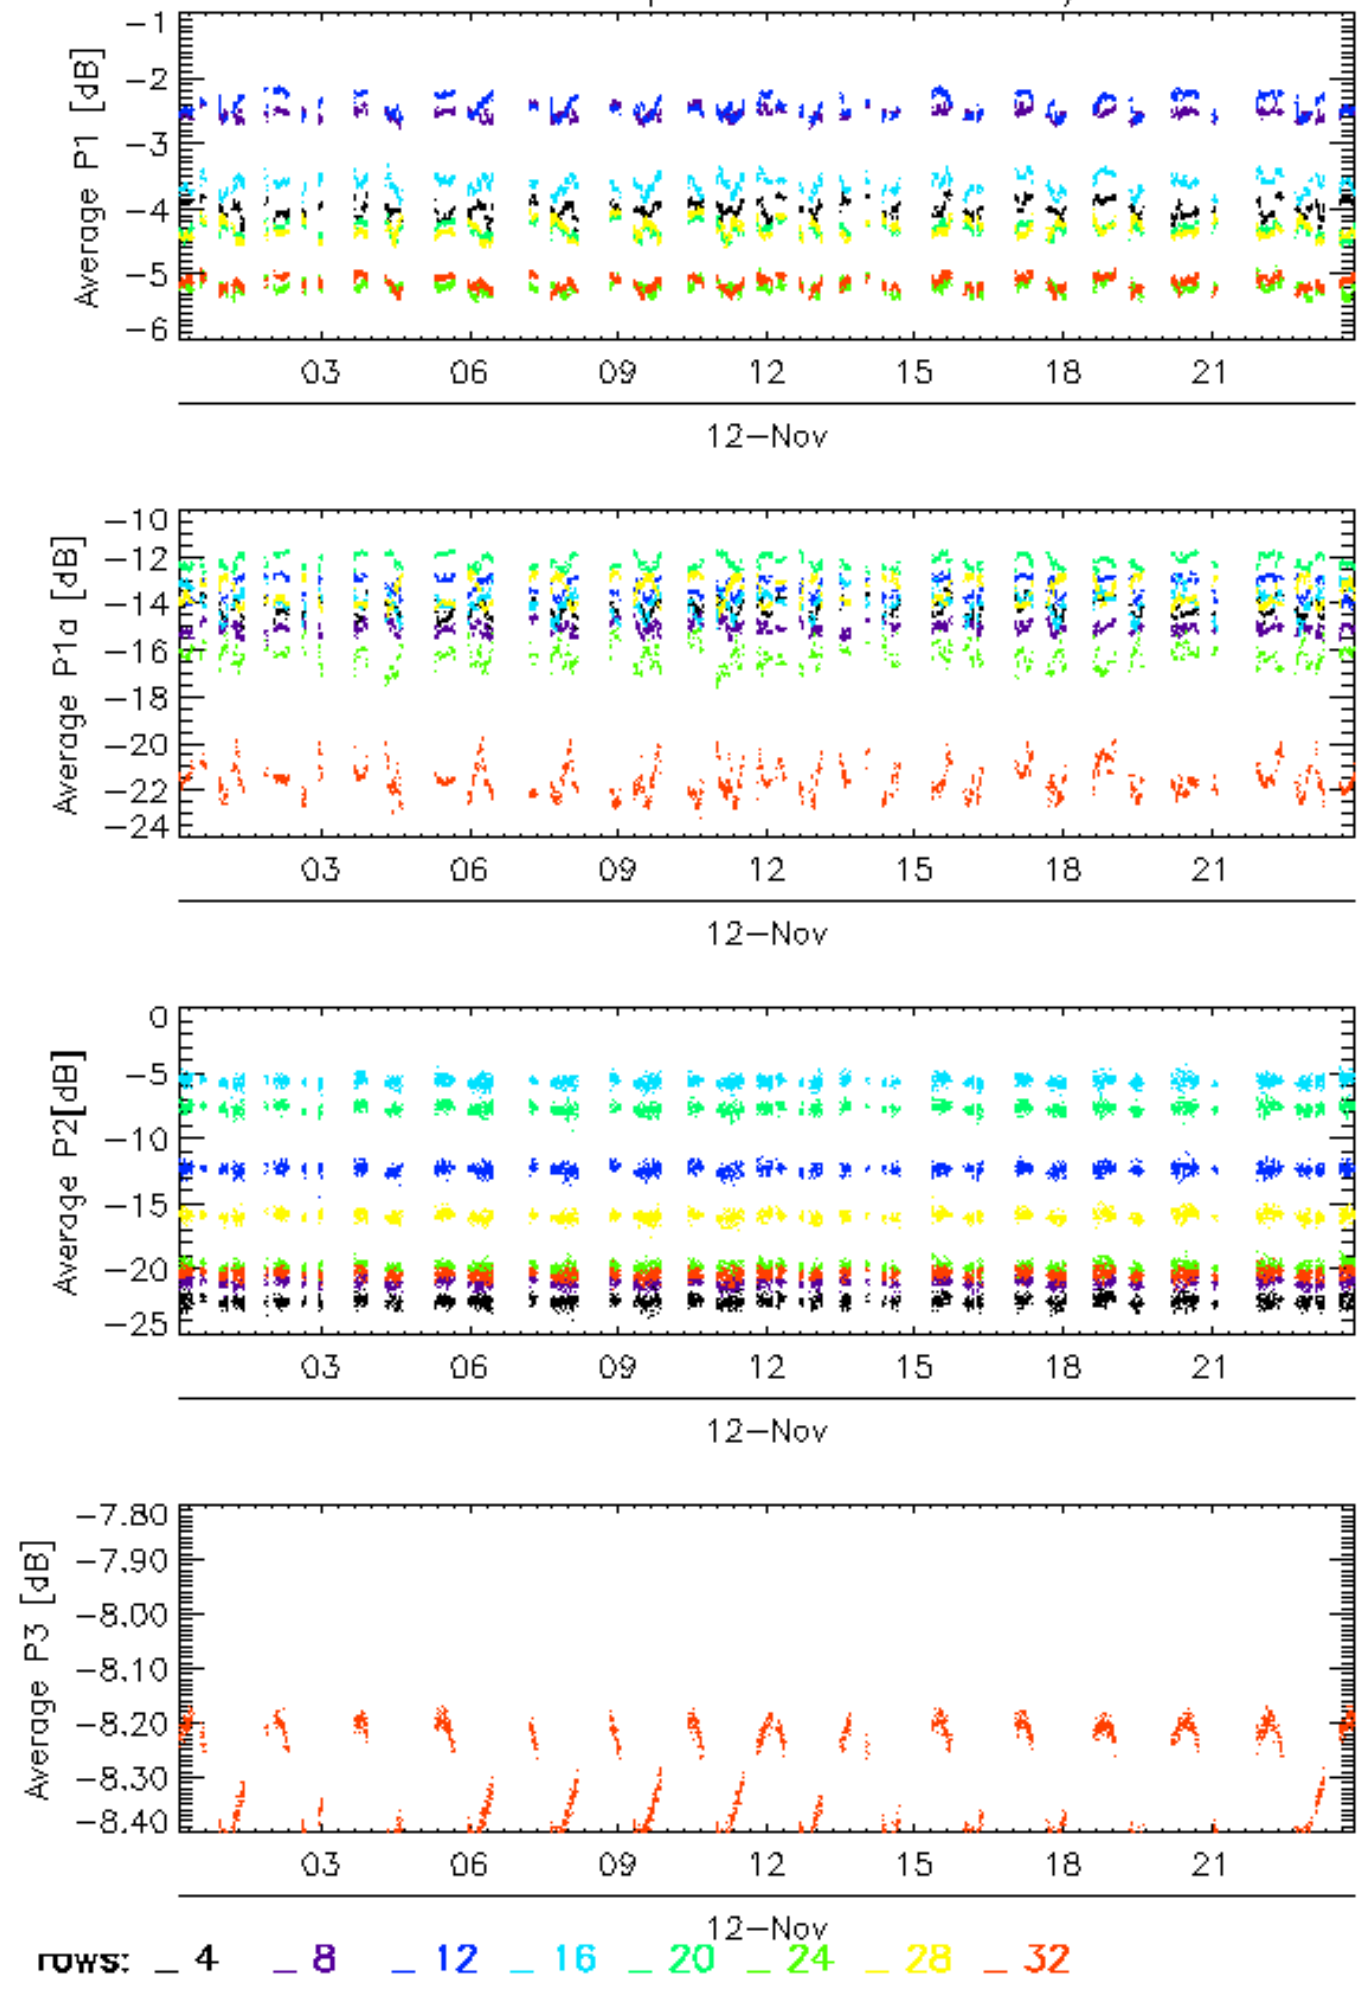 Average P1 [dB]
-1
-2
-3
-4
-5
-6
03 06 09 12 15 18 21
12-Nov
Average P1a [dB]
-10
-12
-14
-16
-18
-20
-22
-24
03 06 09 12 15 18 21
12-Nov
Average P2[dB]
0
-5
-10
-15
-20
-25
03 06 09 12 15 18 21
12-Nov
Average P3 [dB]
-7.80
-7.90
-8.00
-8.10
-8.20
-8.30
-8.40
03 06 09 12 15 18 21
12-Nov
rows: _ 4 _ 8 _ 12 _ 16 _ 20 _ 24 _ 28 _ 32